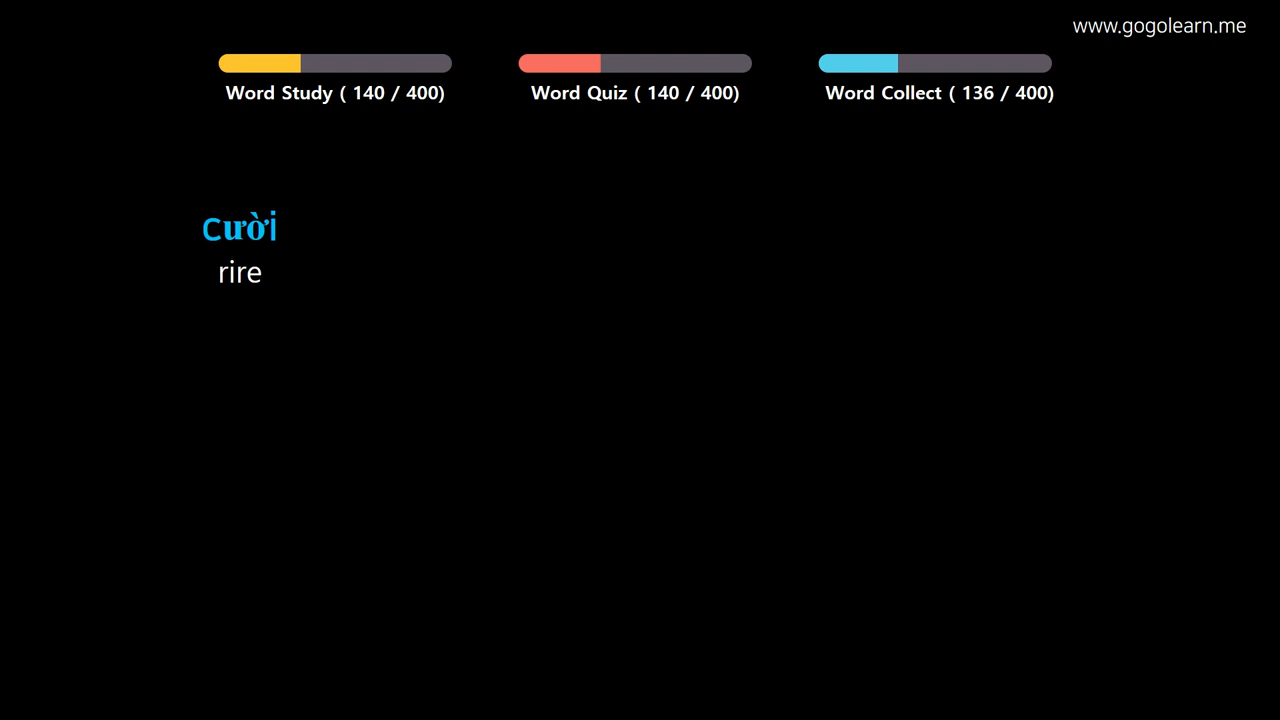 www.gogolearn.me
Word Study ( 140 / 400)
Word Quiz ( 140 / 400)
Word Collect ( 136 / 400)
cười
rire